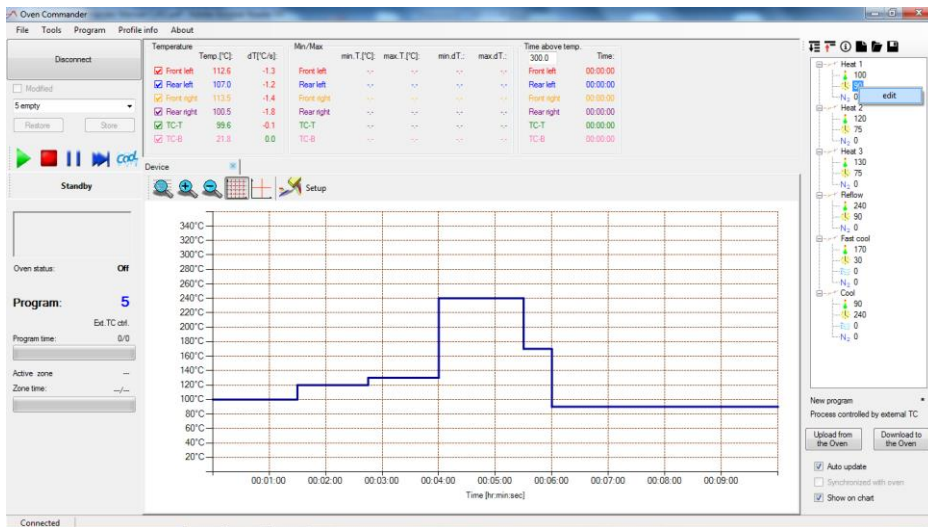 Oven Commander
File Tools Program Profile info About
Disconnect
Modified
5 empty
Restore Store
cool
Standby
Oven status: Off
Program: 5
Ext.TC ctrl.
Program time: 0/0
Active zone --
Zone time: --/--
Temperature
Temp.[°C]: dT[°C/s]:
Front left 112.6 -1.3
Rear left 107.0 -1.2
Front right 113.5 -1.4
Rear right 100.5 -1.8
TC-T 99.6 -0.1
TC-B 21.8 0.0
Min/Max
min.T.[°C]: max.T.[°C]: min.dT.: max.dT.:
Front left -.- -.- -.- -.-
Rear left -.- -.- -.- -.-
Front right -.- -.- -.- -.-
Rear right -.- -.- -.- -.-
TC-T -.- -.- -.- -.-
TC-B -.- -.- -.- -.-
Time above temp.
300.0 Time:
Front left 00:00:00
Rear left 00:00:00
Front right 00:00:00
Rear right 00:00:00
TC-T 00:00:00
TC-B 00:00:00
Device
Setup
340°C
320°C
300°C
280°C
260°C
240°C
220°C
200°C
180°C
160°C
140°C
120°C
100°C
80°C
60°C
40°C
20°C
00:01:00 00:02:00 00:03:00 00:04:00 00:05:00 00:06:00 00:07:00 00:08:00 00:09:00
Time [hr:min:sec]
Heat 1
100
90
edit
N2 0
Heat 2
120
75
N2 0
Heat 3
130
75
N2 0
Reflow
240
90
N2 0
Fast cool
170
30
0
N2 0
Cool
90
240
0
N2 0
New program *
Process controlled by external TC
Upload from
the Oven
Download to
the Oven
Auto update
Synchronized with oven
Show on chart
Connected